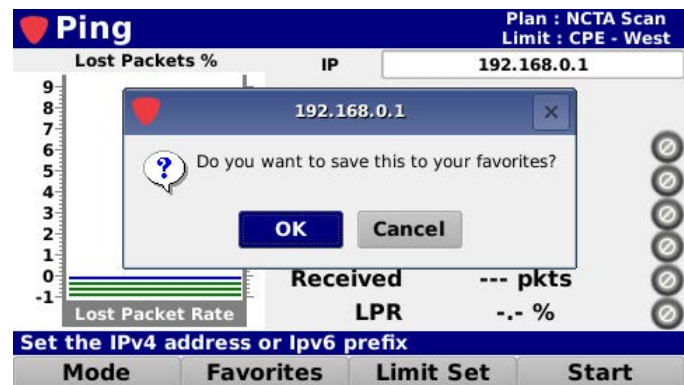 Ping
Plan : NCTA Scan
Limit : CPE - West
Lost Packets %
IP
192.168.0.1
9
8
7
6
5
4
3
2
1
0
-1
192.168.0.1
Do you want to save this to your favorites?
OK
Cancel
Received --- pkts
LPR -.- %
Lost Packet Rate
Set the IPv4 address or Ipv6 prefix
Mode
Favorites
Limit Set
Start